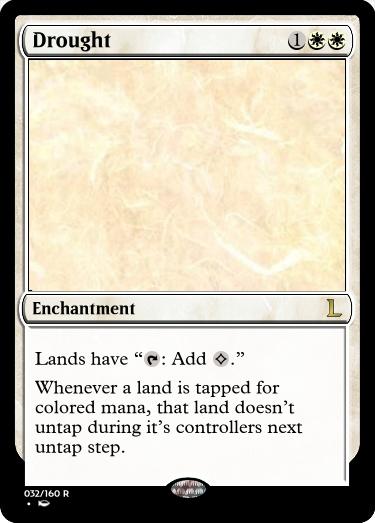 Drought 1
Enchantment L
Lands have “: Add .”
Whenever a land is tapped for
colored mana, that land doesn’t
untap during it’s controllers next
untap step.
032/160 R